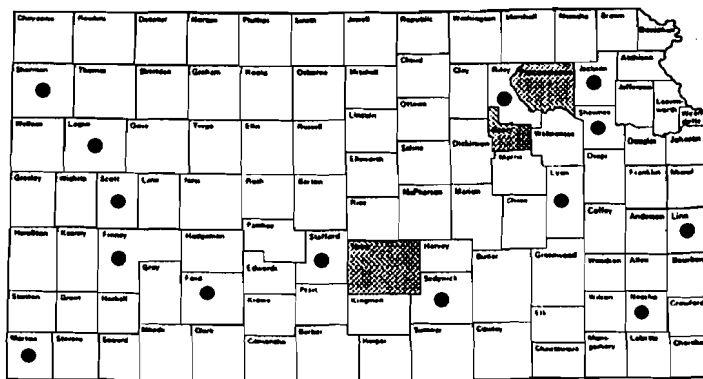 Cheyenne Rawlins Decatur Norton Phillips Smith Jewell Republic Washington Marshall Nemaha Brown Doniphan
Sherman Thomas Sheridan Graham Rooks Osborne Mitchell Cloud Clay Riley Pottawatomie Jackson Atchison
Jefferson Leavenworth Wyandotte
Wallace Logan Gove Trego Ellis Russell Lincoln Ottawa Saline Dickinson Geary Wabaunsee Shawnee Douglas Johnson
Ellsworth Morris Osage Franklin Miami
Greeley Wichita Scott Lane Ness Rush Barton Rice McPherson Marion Chase Lyon Coffey Anderson Linn
Hamilton Kearny Finney Hodgeman Pawnee Stafford Reno Harvey Butler Greenwood Woodson Allen Bourbon
Gray Ford Edwards Sedgwick
Stanton Grant Haskell Kiowa Pratt Kingman Elk Wilson Neosho Crawford
Morton Stevens Seward Meade Clark Comanche Barber Harper Sumner Cowley Chautauqua Montgomery Labette Cherokee